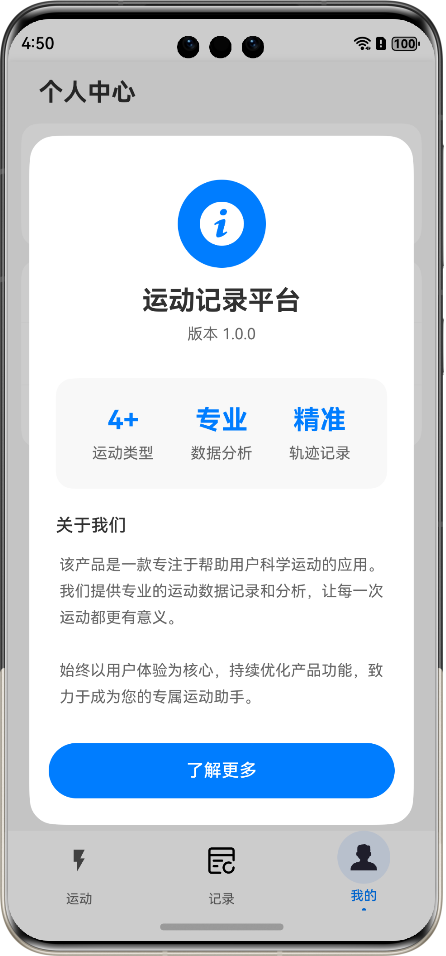 4:50
100
个人中心
运动记录平台
版本 1.0.0
4+ 专业 精准
运动类型 数据分析 轨迹记录
关于我们
该产品是一款专注于帮助用户科学运动的应用。
我们提供专业的运动数据记录和分析，让每一次
运动都更有意义。
始终以用户体验为核心，持续优化产品功能，致
力于成为您的专属运动助手。
了解更多
运动 记录 我的